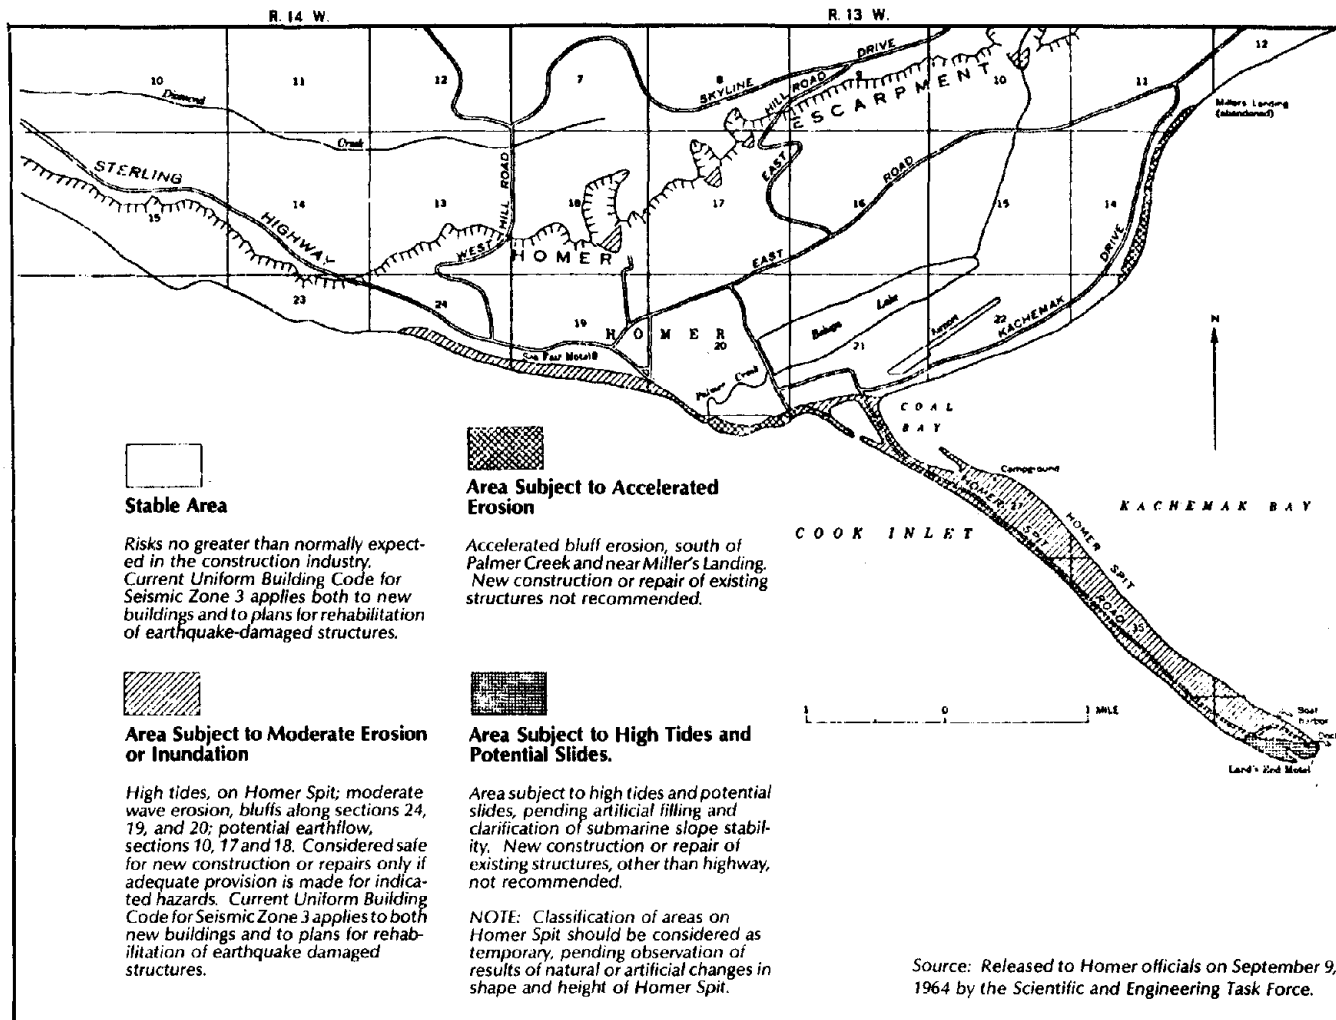 R. 14 W.
R. 13 W.
10
11
12
7
8
9
10
11
12
SKYLINE
DRIVE
HILL ROAD
ESCARPMENT
Diamond
Creek
Millers Landing
(abandoned)
STERLING
HIGHWAY
15
14
13
18
17
16
15
14
WEST
HILL ROAD
HOMER
EAST
EAST
ROAD
DRIVE
KACHEMAK
23
24
19
20
21
22
HOMER
Beluga
Lake
Airport
Sea Fair Motel
Palmer Creek
N
COAL
BAY
Campground
HOMER
SPIT
ROAD
27
35
HOMER SPIT
KACHEMAK BAY
COOK INLET
1
0
1 MILE
Boat
harbor
Dock
Land's End Motel
Stable Area
Risks no greater than normally expect-
ed in the construction industry.
Current Uniform Building Code for
Seismic Zone 3 applies both to new
buildings and to plans for rehabilitation
of earthquake-damaged structures.
Area Subject to Accelerated
Erosion
Accelerated bluff erosion, south of
Palmer Creek and near Miller's Landing.
New construction or repair of existing
structures not recommended.
Area Subject to Moderate Erosion
or Inundation
High tides, on Homer Spit; moderate
wave erosion, bluffs along sections 24,
19, and 20; potential earthflow,
sections 10, 17 and 18. Considered safe
for new construction or repairs only if
adequate provision is made for indica-
ted hazards. Current Uniform Building
Code for Seismic Zone 3 applies to both
new buildings and to plans for rehab-
ilitation of earthquake damaged
structures.
Area Subject to High Tides and
Potential Slides.
Area subject to high tides and potential
slides, pending artificial filling and
clarification of submarine slope stabil-
ity. New construction or repair of
existing structures, other than highway,
not recommended.
NOTE: Classification of areas on
Homer Spit should be considered as
temporary, pending observation of
results of natural or artificial changes in
shape and height of Homer Spit.
Source: Released to Homer officials on September 9,
1964 by the Scientific and Engineering Task Force.